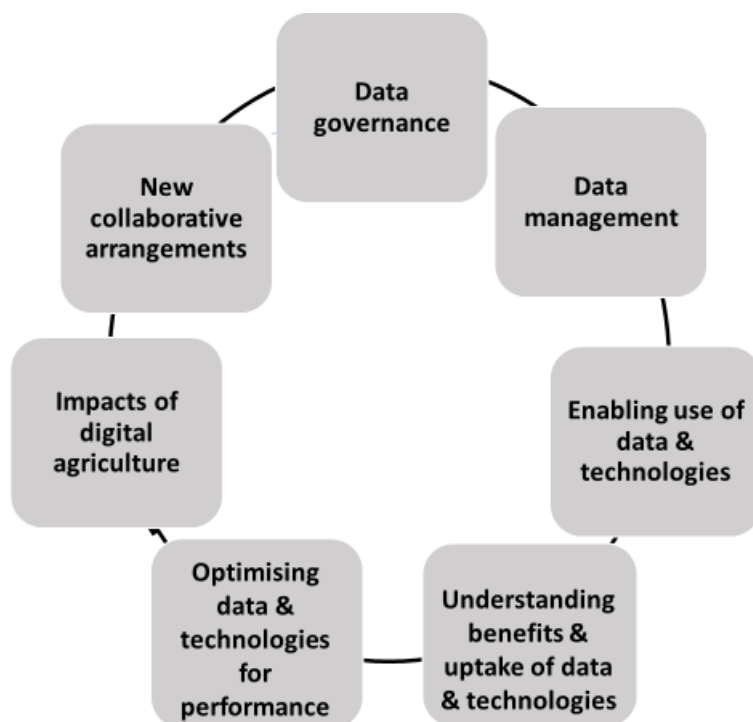 Data
governance
Data
management
Enabling use of
data &
technologies
Understanding
benefits &
uptake of data
& technologies
Optimising
data &
technologies
for
performance
Impacts of
digital
agriculture
New
collaborative
arrangements